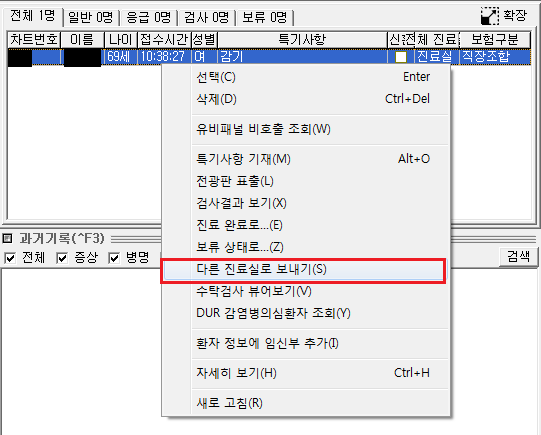 전체 1명 일반 0명 응급 0명 검사 0명 보류 0명 확장
차트번호 이름 나이 접수시간 성별 특기사항 신환 전체 진료 보험구분
69세 10:38:27 여 감기 진료실 직장조합
선택(C) Enter
삭제(D) Ctrl+Del
유비패널 비호출 조회(W)
특기사항 기재(M) Alt+O
전광판 표출(L)
검사결과 보기(X)
진료 완료로...(E)
보류 상태로...(Z)
과거기록(^F3)
전체 증상 병명 검색
다른 진료실로 보내기(S)
수탁검사 뷰어보기(V)
DUR 감염병의심환자 조회(Y)
환자 정보에 임신부 추가(I)
자세히 보기(H) Ctrl+H
새로 고침(R)